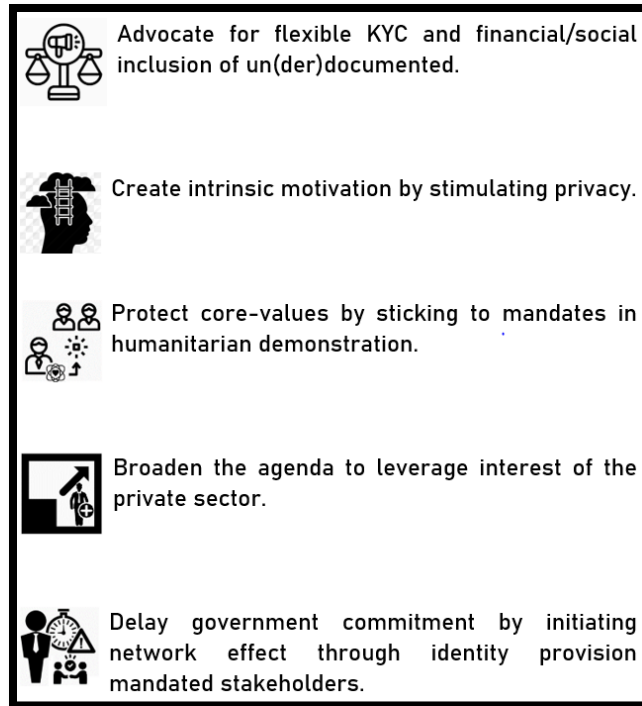 Advocate for flexible KYC and financial/social
inclusion of un(der)documented.
Create intrinsic motivation by stimulating privacy.
Protect core-values by sticking to mandates in
humanitarian demonstration.
Broaden the agenda to leverage interest of the
private sector.
Delay government commitment by initiating
network effect through identity provision
mandated stakeholders.